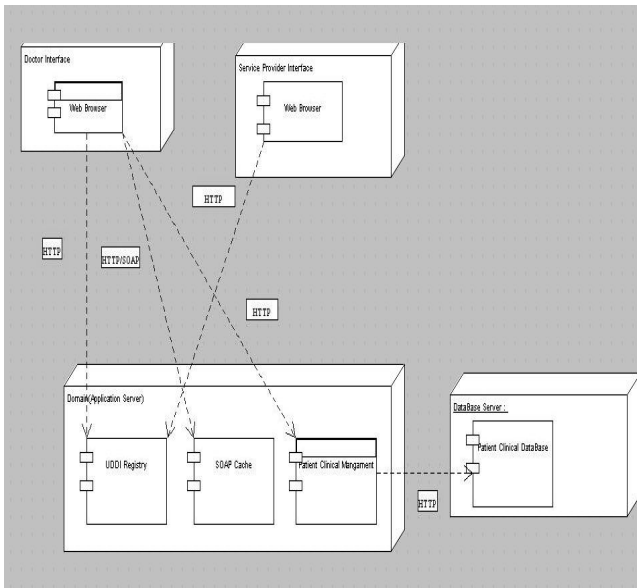 Doctor Interface
Web Browser
Service Provider Interface
Web Browser
HTTP
HTTP
HTTP/SOAP
HTTP
Domain(Application Server)
UDDI Registry
SOAP Cache
Patient Clinical Mangament
DataBase Server :
Patient Clinical DataBase
HTTP